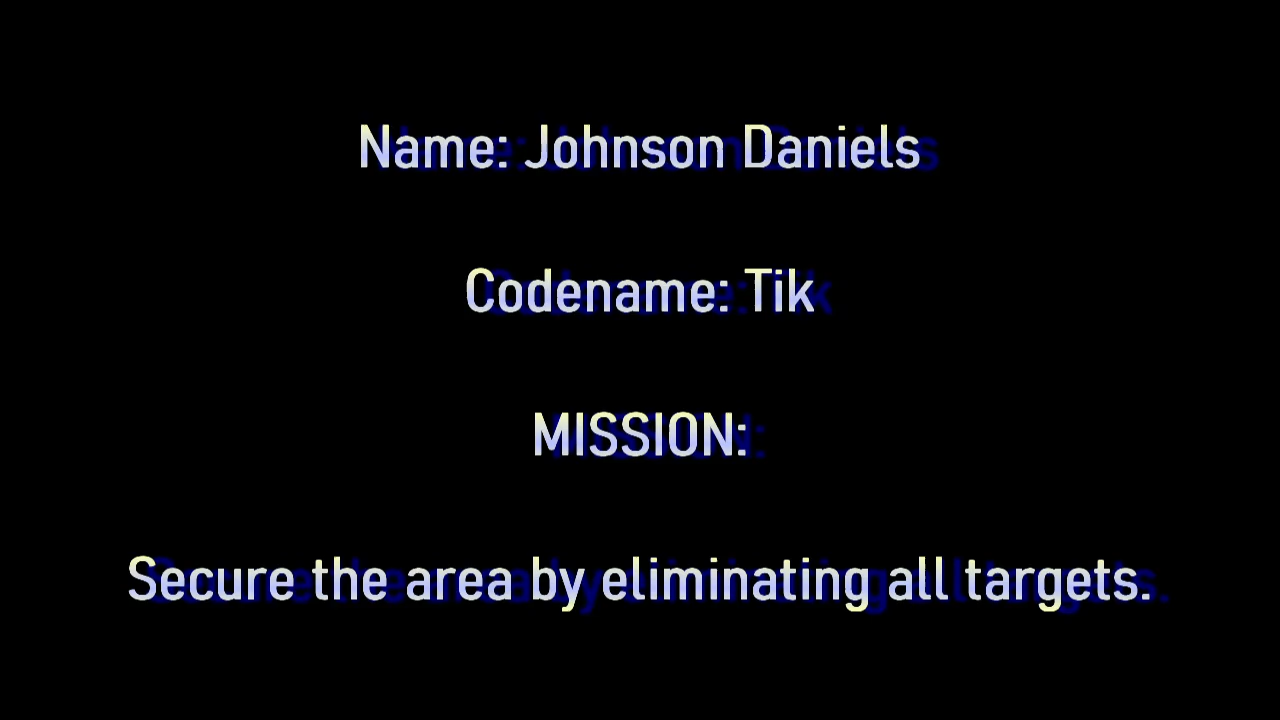 Name: Johnson Daniels
Codename: Tik
MISSION:
Secure the area by eliminating all targets.